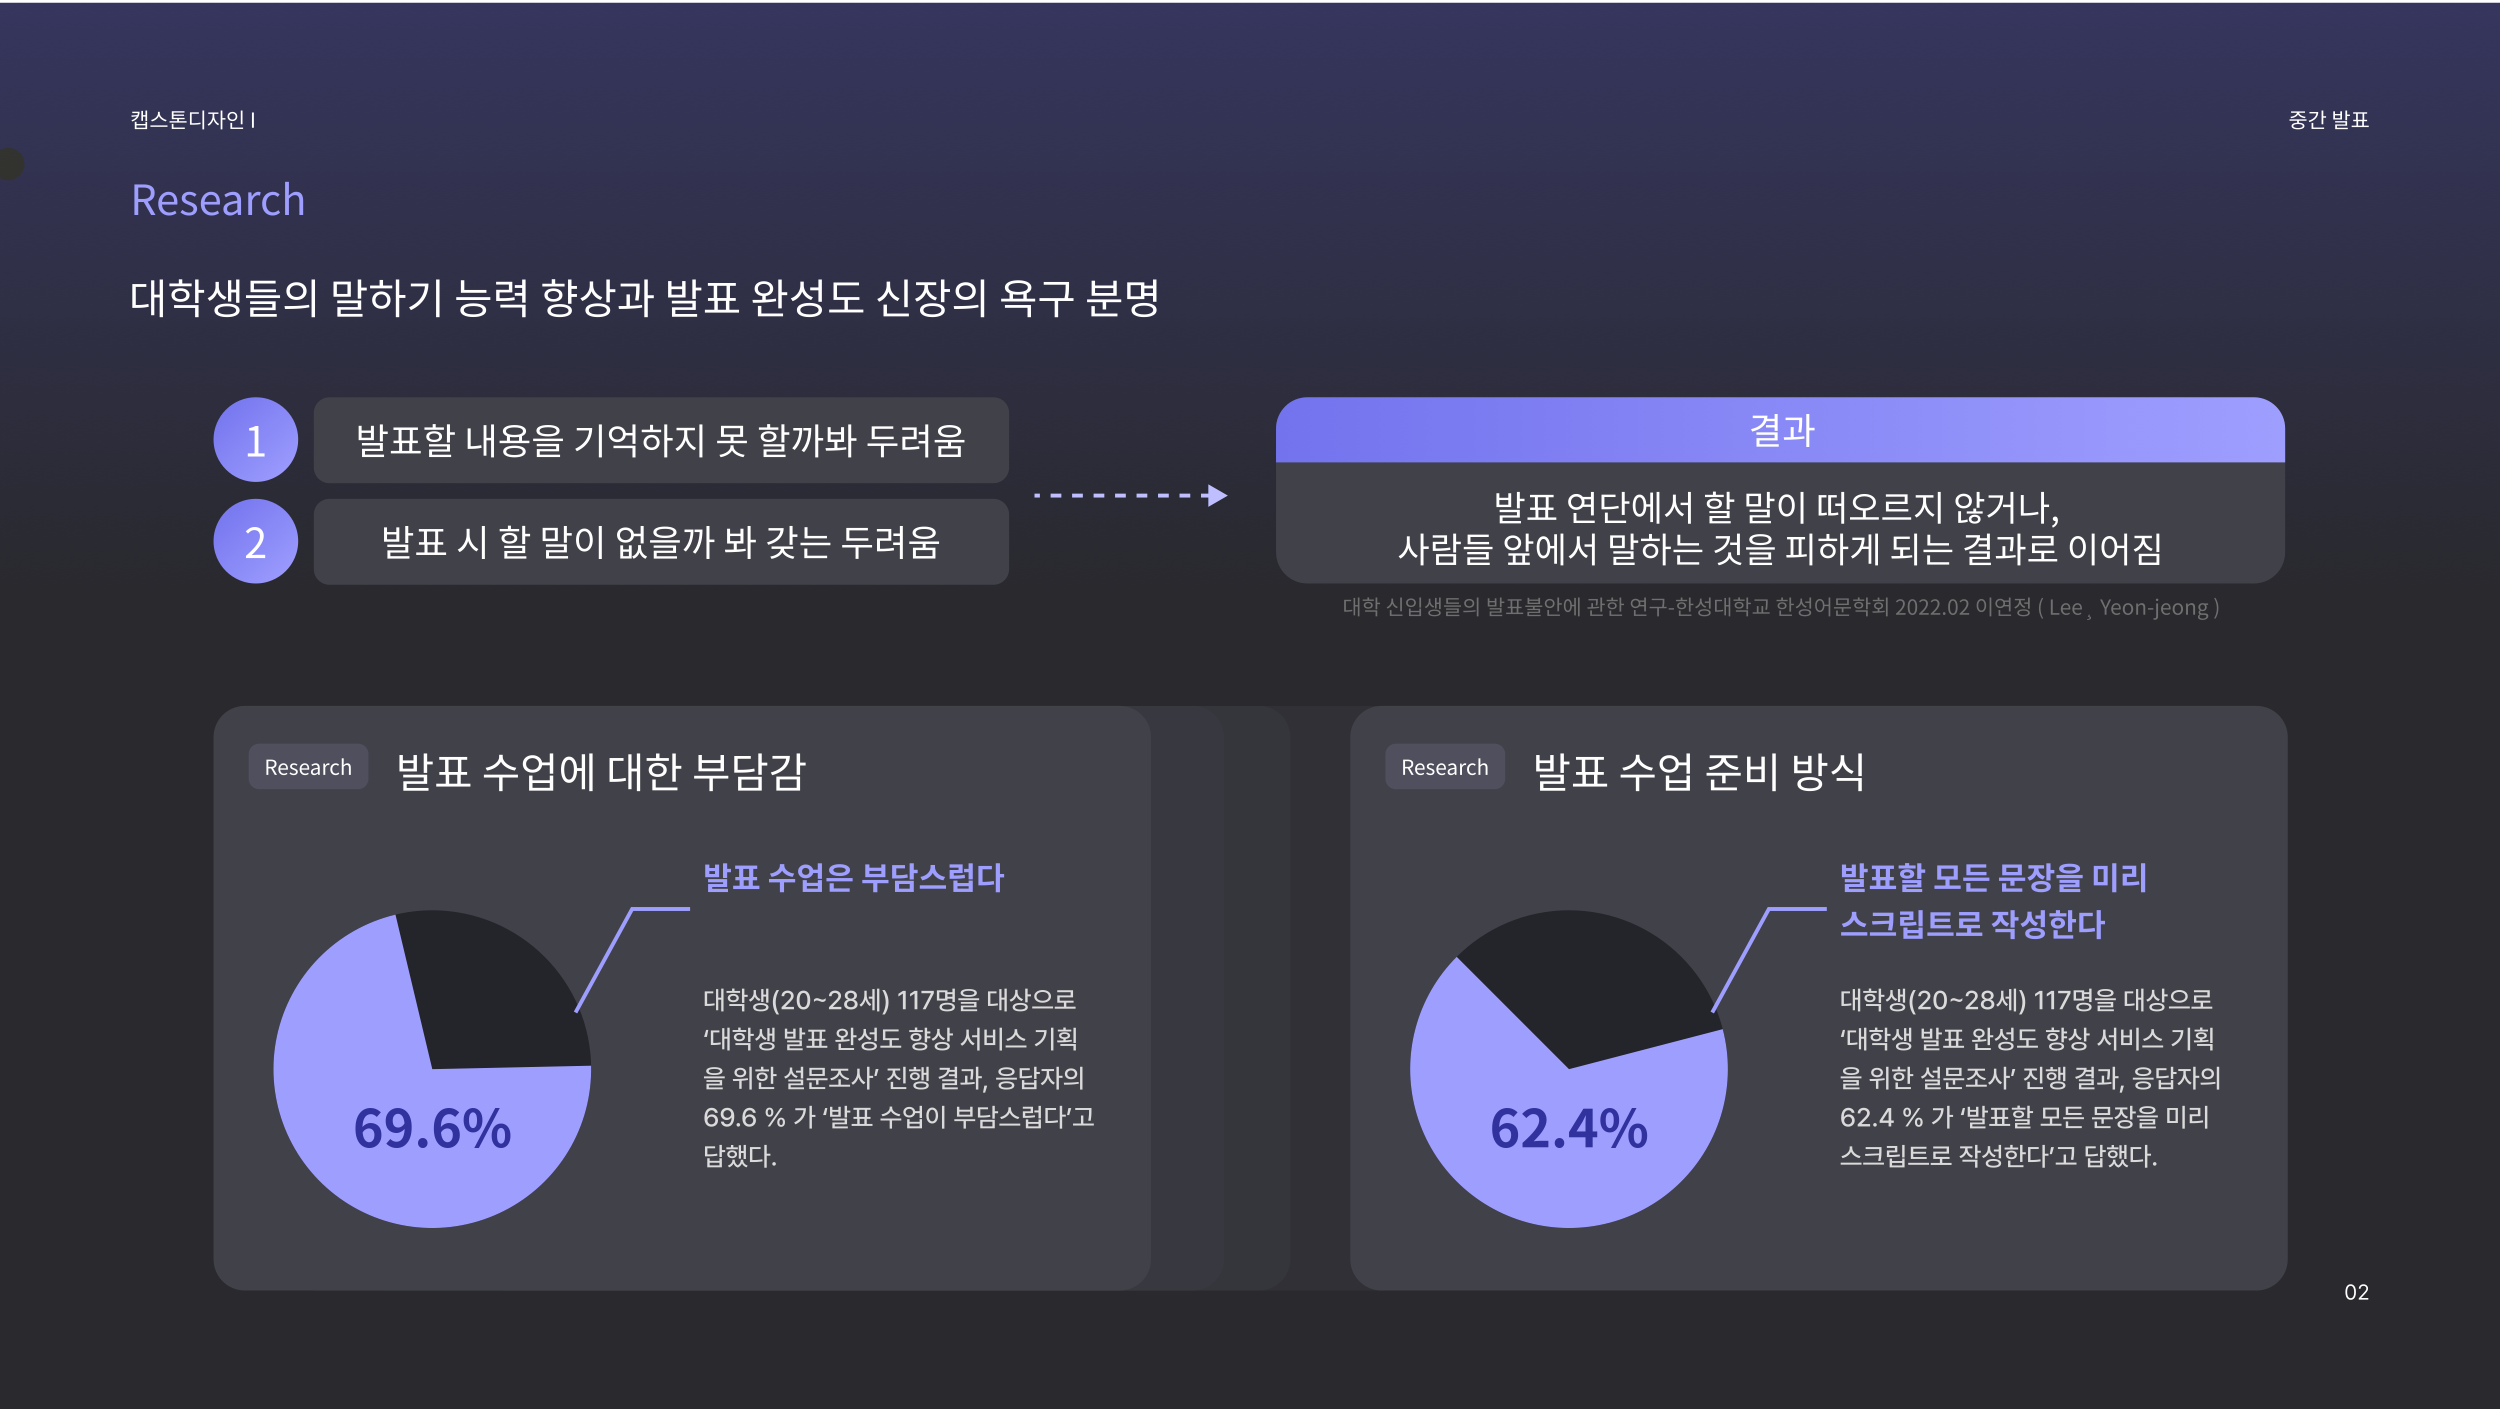 캡스톤디자인 I
중간 발표
Research
대학생들의 말하기 능력 향상과 발표 완성도 신장의 욕구 분명
1
발표할 내용을 기억하지 못할까봐 두려움
2
발표 시 할 말이 없을까 봐 갖는 두려움
결과
발표 연단에서 할 말이 떠오르지 않거나,
사람들 앞에서 말하는 것을 피하게 되는 결과로 이어짐
대학 신입생들의 발표불안에 관한 연구-한성대학교 한성어문학회 2022.02 이연정 ( Lee , Yeon-jeong )
Research
발표 수업에 대한 부담감
발표 수업은 부담스럽다
대학생(20~28세) 117명을 대상으로
‘대학생 발표 완성도 향상 서비스 기획
을 위한 설문조사’ 진행 결과, 응답자의
69.6 % 가 ‘발표 수업이 부담스럽다’고
답했다.
69.6%
Research
발표 수업 준비 방식
발표할 모든 문장을 미리
스크립트로 작성한다
대학생(20~28세) 117명을 대상으로
‘대학생 발표 완성도 향상 서비스 기획
을 위한 설문조사’ 진행 결과, 응답자의
62.4 % 가 ‘발표할 모든 문장을 미리
스크립트로 작성한다’고 답했다.
62.4%
02